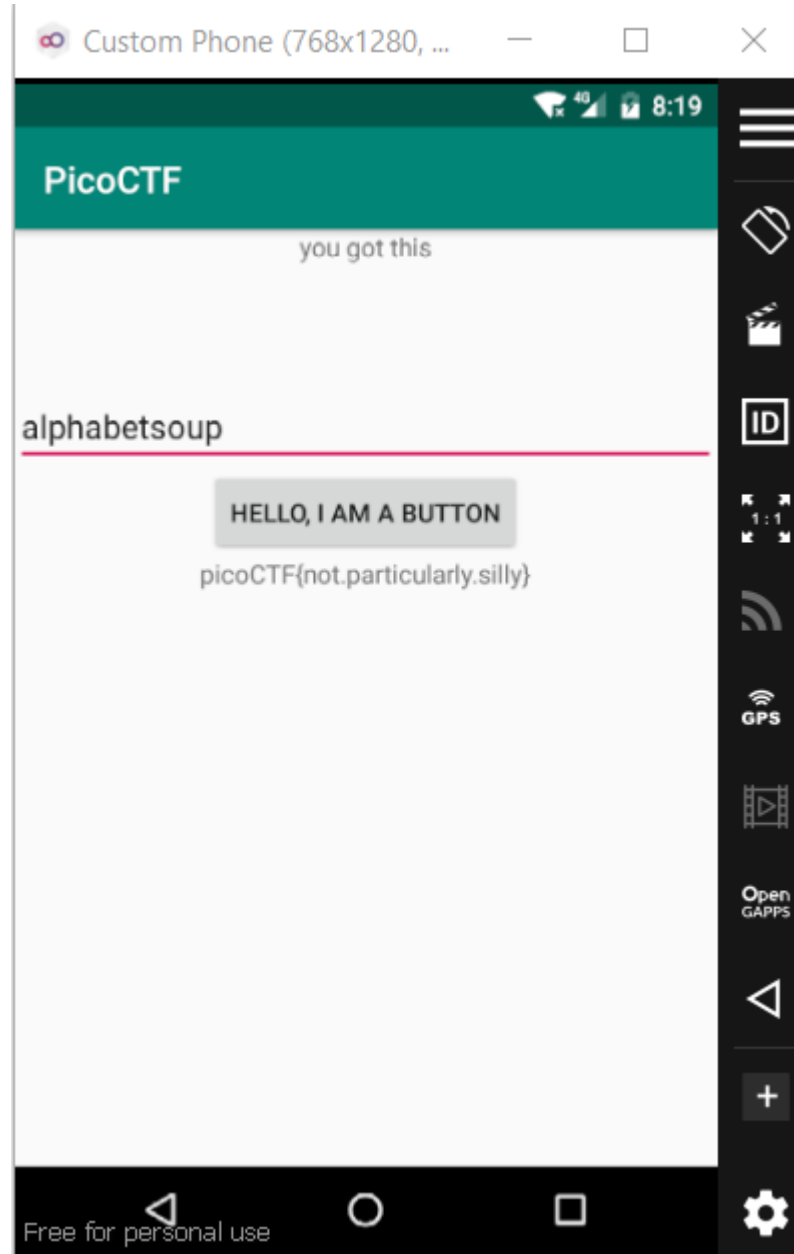 Custom Phone (768x1280, ...
4G 8:19
PicoCTF
you got this
alphabetsoup
HELLO, I AM A BUTTON
picoCTF{not.particularly.silly}
ID
1:1
GPS
Open
GAPPS
Free for personal use